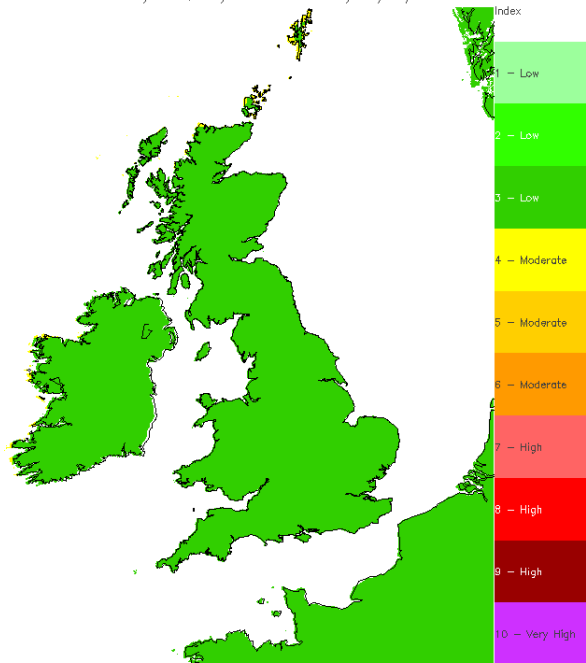 Index
1 - Low
2 - Low
3 - Low
4 - Moderate
5 - Moderate
6 - Moderate
7 - High
8 - High
9 - High
10 - Very High